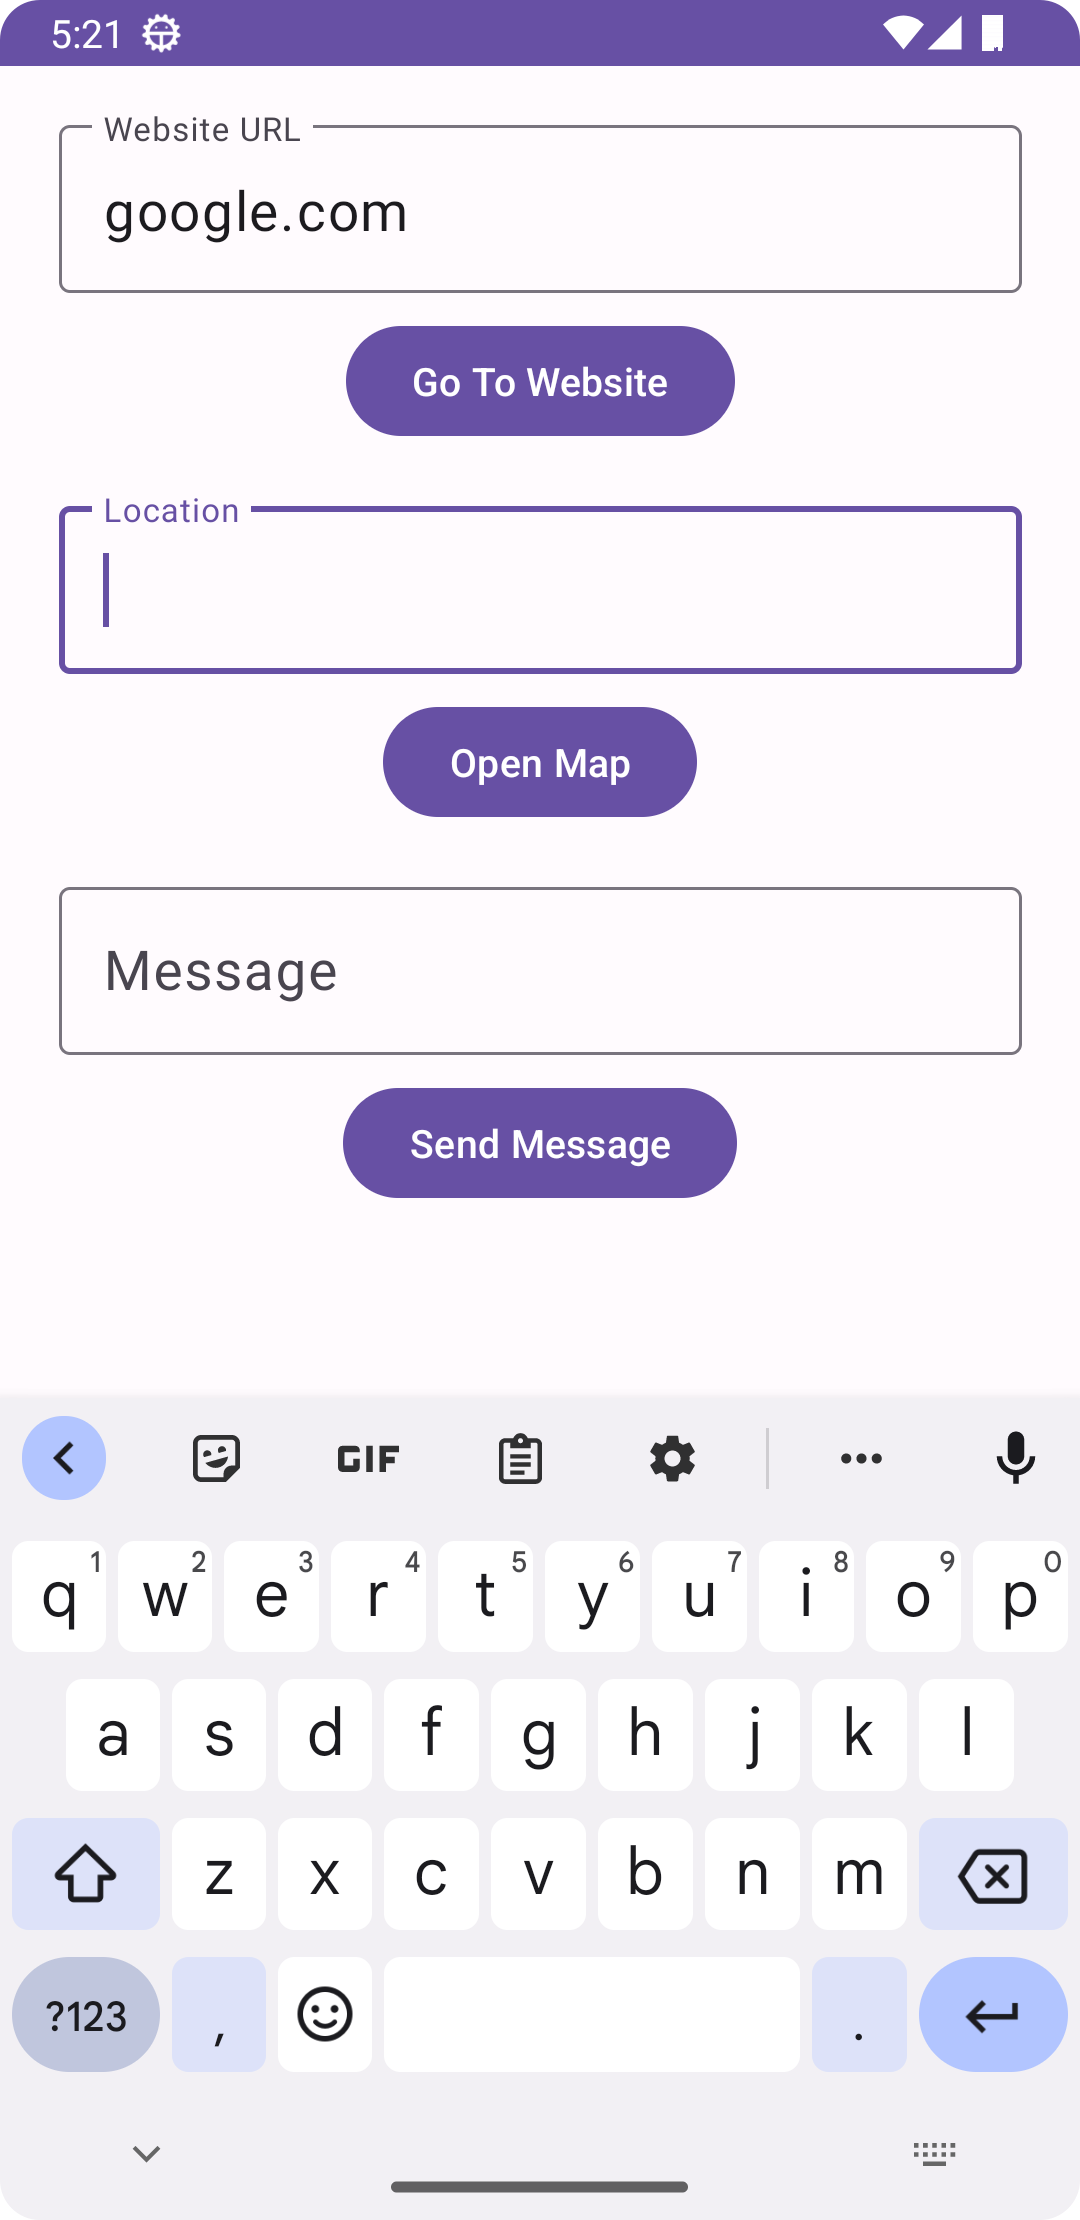 5:21
Website URL
google.com
Go To Website
Location
Open Map
Message
Send Message
GIF
q 1 w 2 e 3 r 4 t 5 y 6 u 7 i 8 o 9 p 0
a s d f g h j k l
z x c v b n m
?123 , .